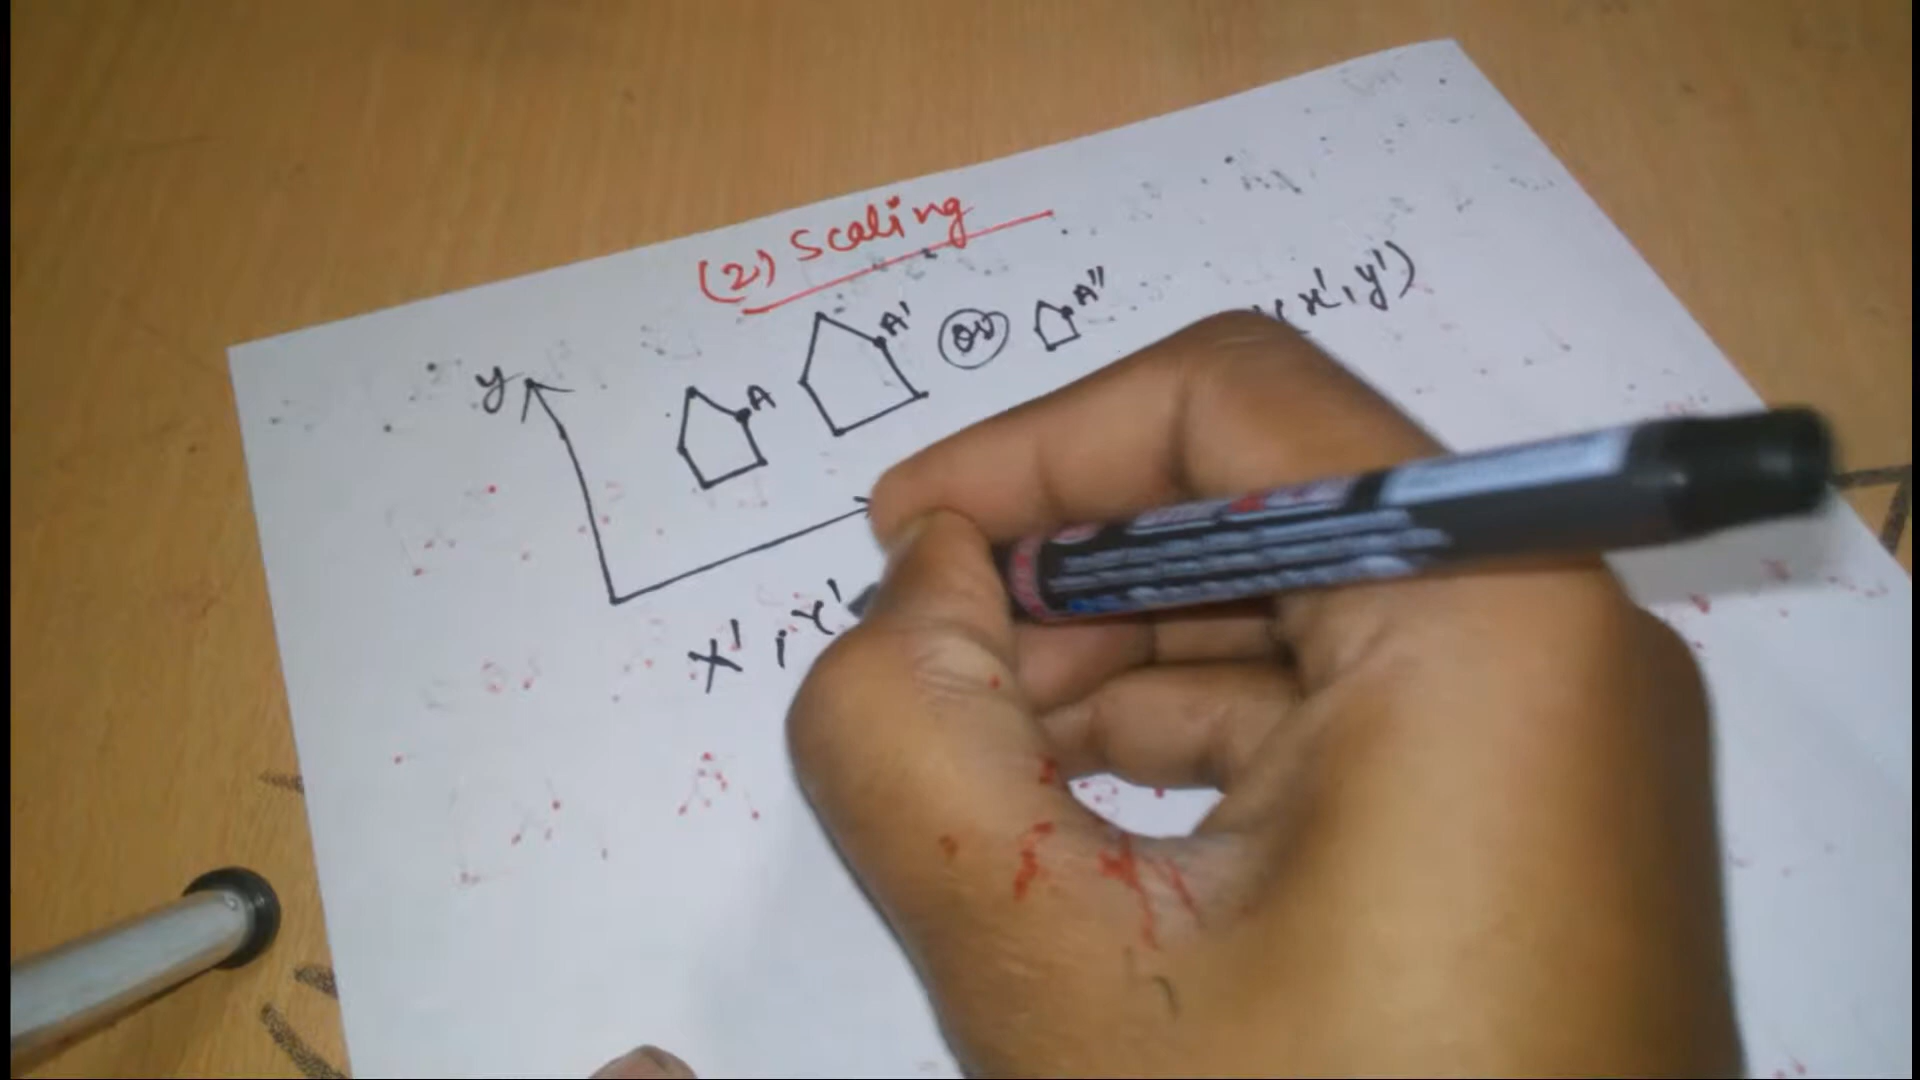 (2) Scaling
y
A
A'
or
A"
(x',y')
X' , Y'